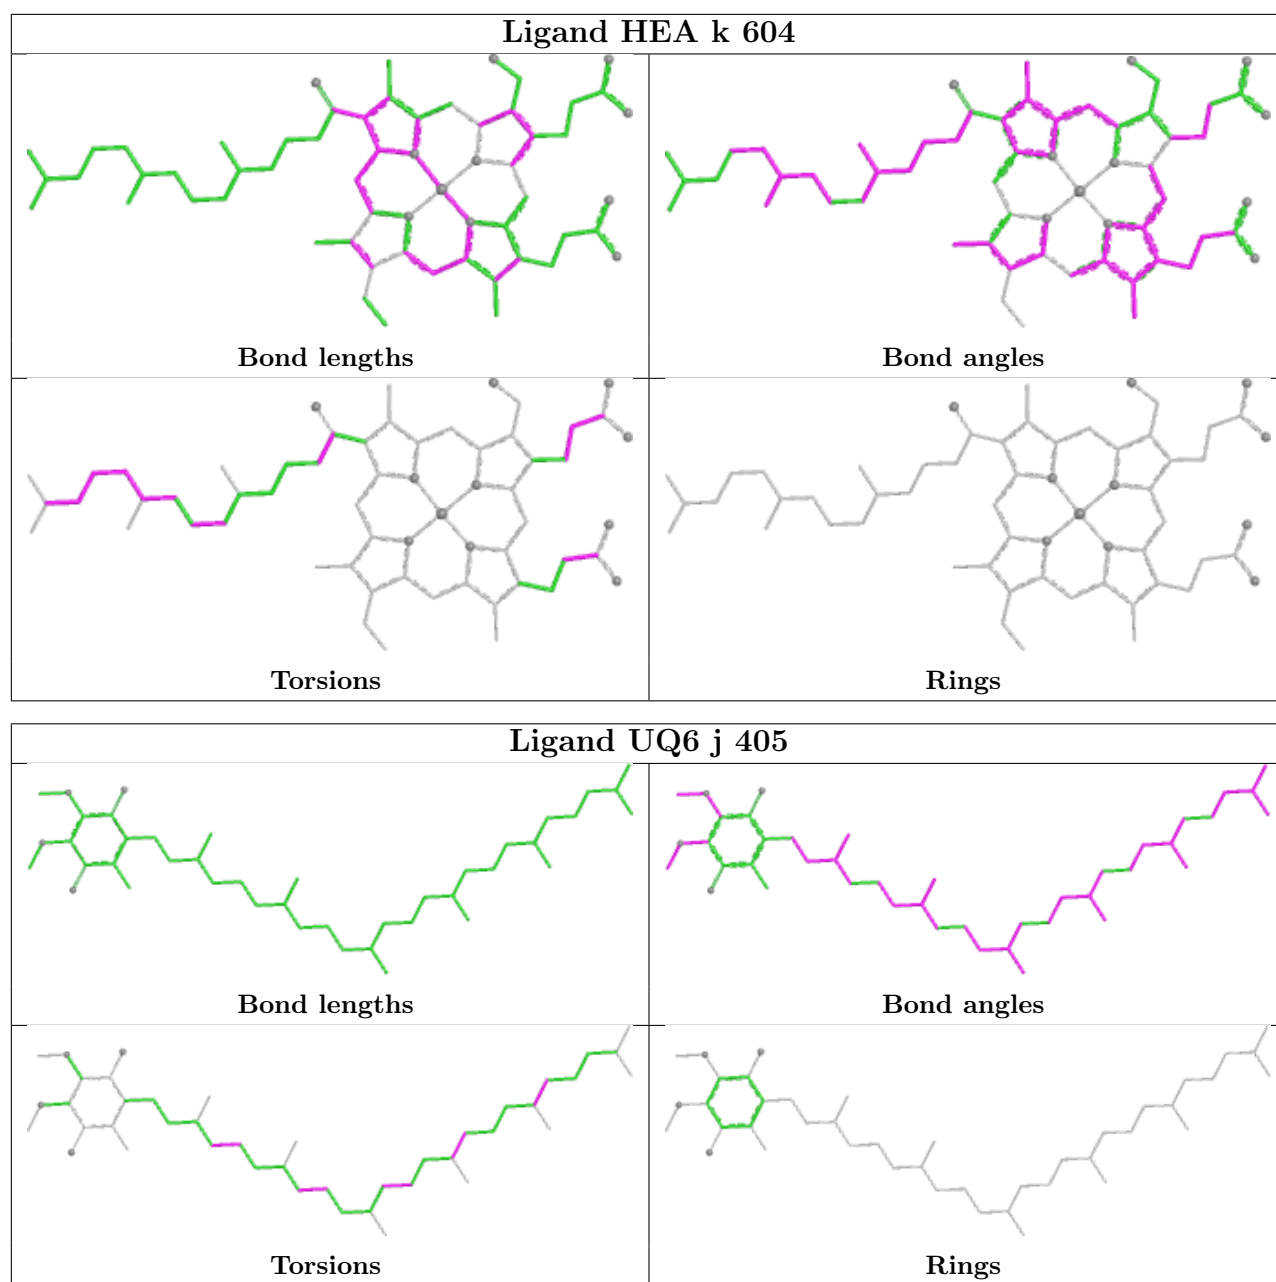 Ligand HEA k 604
Bond lengths
Bond angles
Torsions
Rings
Ligand UQ6 j 405
Bond lengths
Bond angles
Torsions
Rings